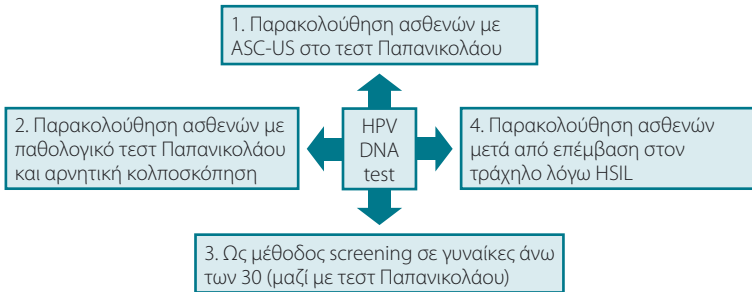 1. Παρακολούθηση ασθενών με
ASC-US στο τεστ Παπανικολάου
2. Παρακολούθηση ασθενών με
παθολογικό τεστ Παπανικολάου
και αρνητική κολποσκόπηση
HPV
DNA
test
4. Παρακολούθηση ασθενών
μετά από επέμβαση στον
τράχηλο λόγω HSIL
3. Ως μέθοδος screening σε γυναίκες άνω
των 30 (μαζί με τεστ Παπανικολάου)